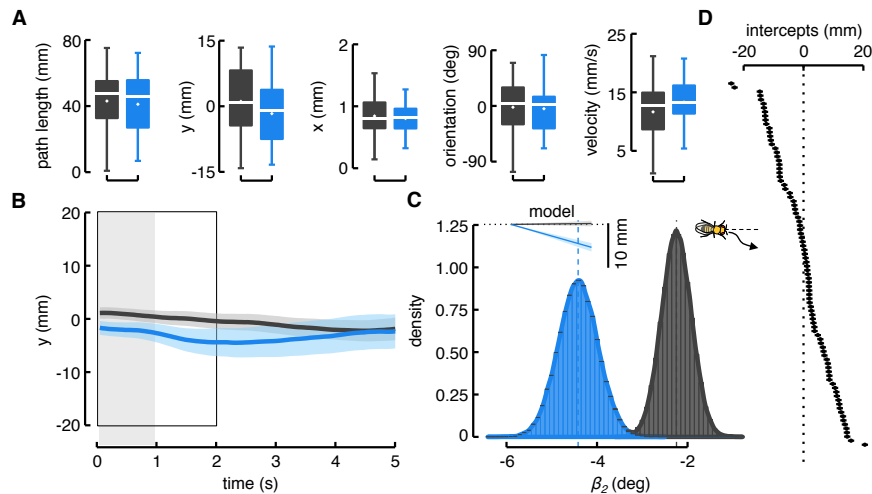 A
path length (mm)
80
40
0
y (mm)
15
0
-15
x (mm)
2
1
0
orientation (deg)
90
0
-90
velocity (mm/s)
25
15
5
D
intercepts (mm)
-20
0
20
B
y (mm)
20
10
0
-10
-20
0
1
2
3
4
5
time (s)
C
model
10 mm
density
1.25
1.00
0.75
0.50
0.25
0
-6
-4
-2
β2 (deg)